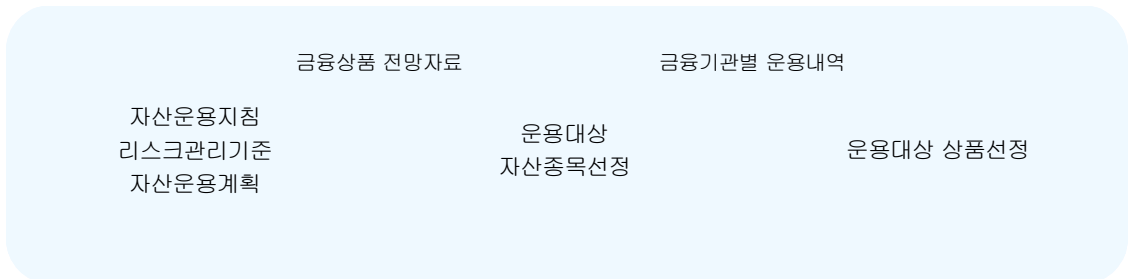 금융상품 전망자료
금융기관별 운용내역
자산운용지침
리스크관리기준
자산운용계획
운용대상
자산종목선정
운용대상 상품선정